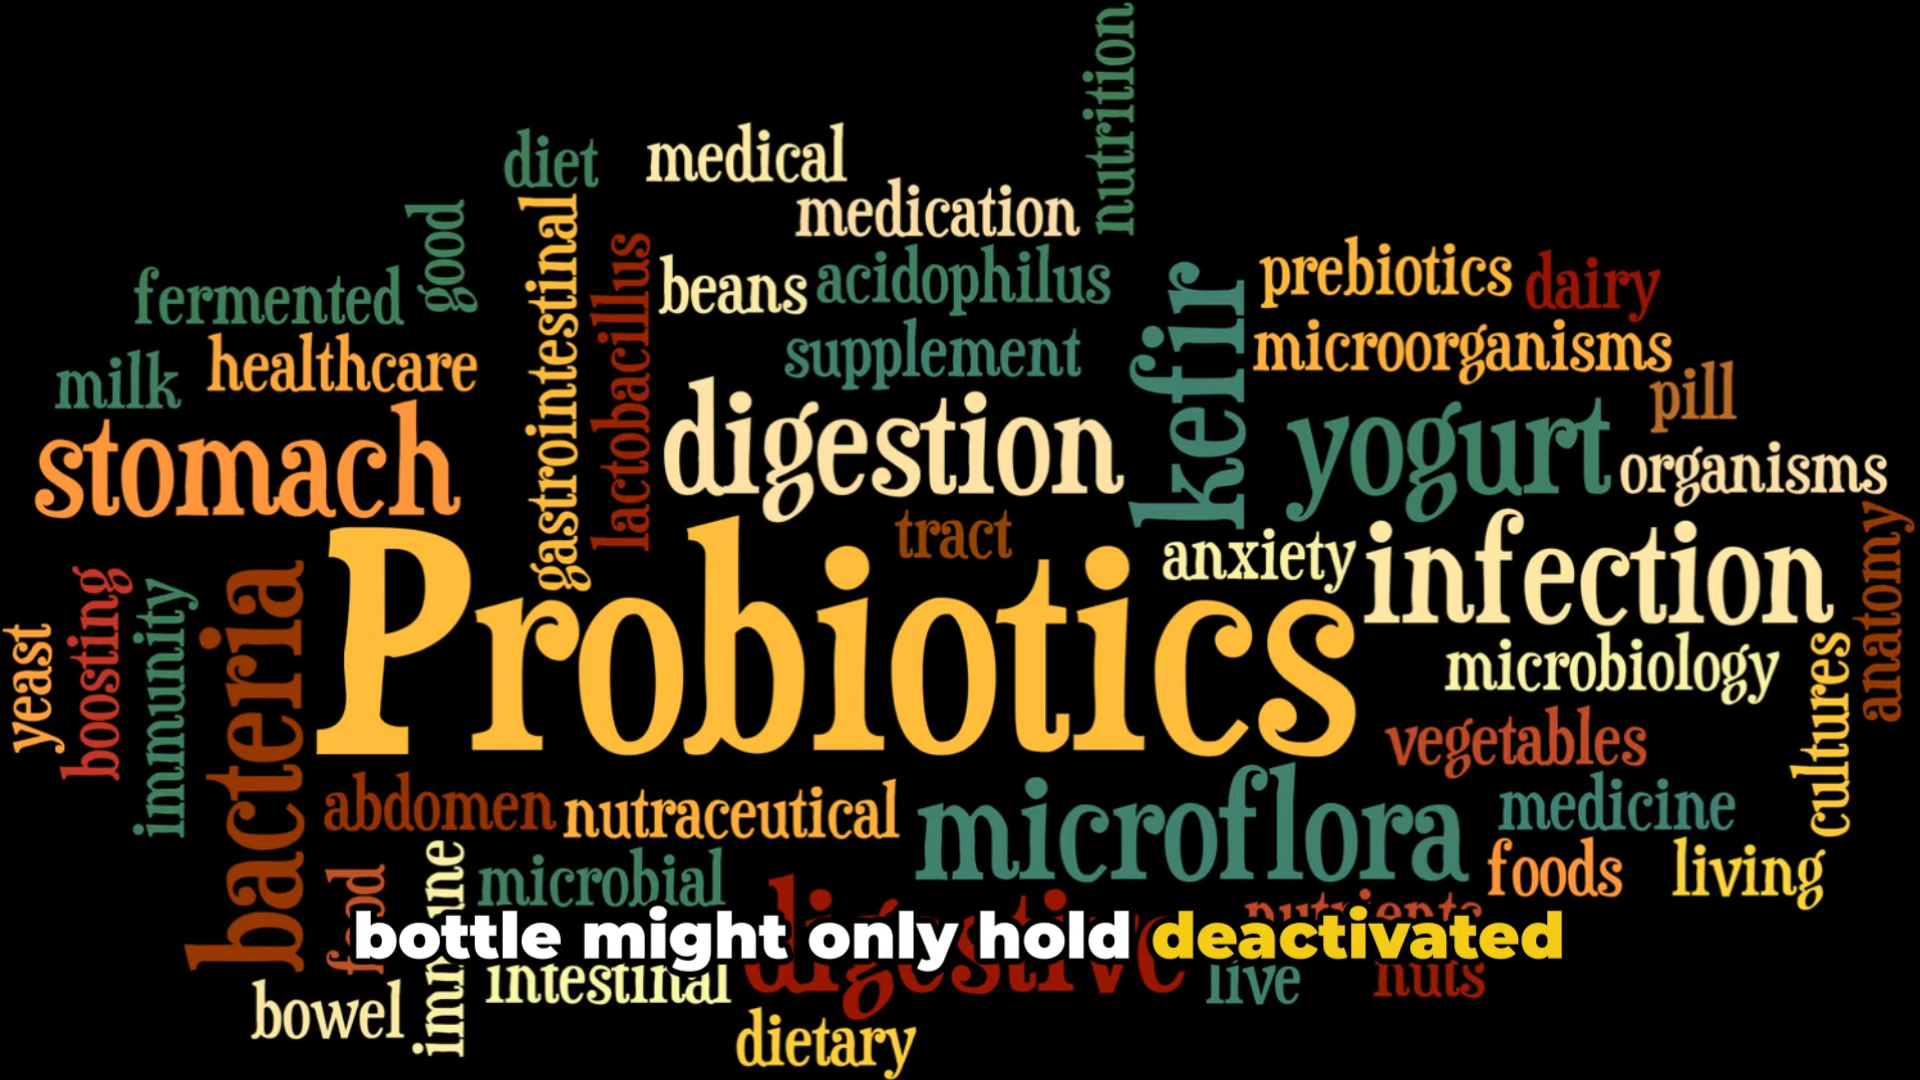 nutrition
diet
medical
medication
good
gastrointestinal
lactobacillus
beans
acidophilus
prebiotics
dairy
fermented
supplement
kefir
microorganisms
milk
healthcare
pill
stomach
digestion
yogurt
organisms
tract
anxiety
infection
anatomy
Probiotics
yeast
boosting
immunity
bacteria
microbiology
cultures
vegetables
abdomen
nutraceutical
microflora
medicine
food
immune
microbial
foods
living
digestive
nutrients
bottle might only hold deactivated
intestinal
live
nuts
bowel
dietary